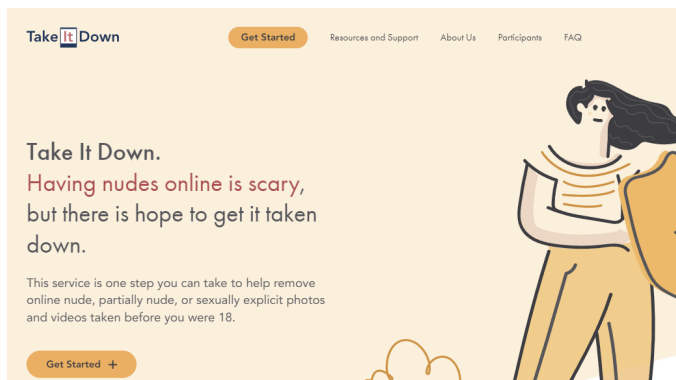 Take It Down
Get Started
Resources and Support
About Us
Participants
FAQ
Take It Down.
Having nudes online is scary,
but there is hope to get it taken
down.
This service is one step you can take to help remove
online nude, partially nude, or sexually explicit photos
and videos taken before you were 18.
Get Started +